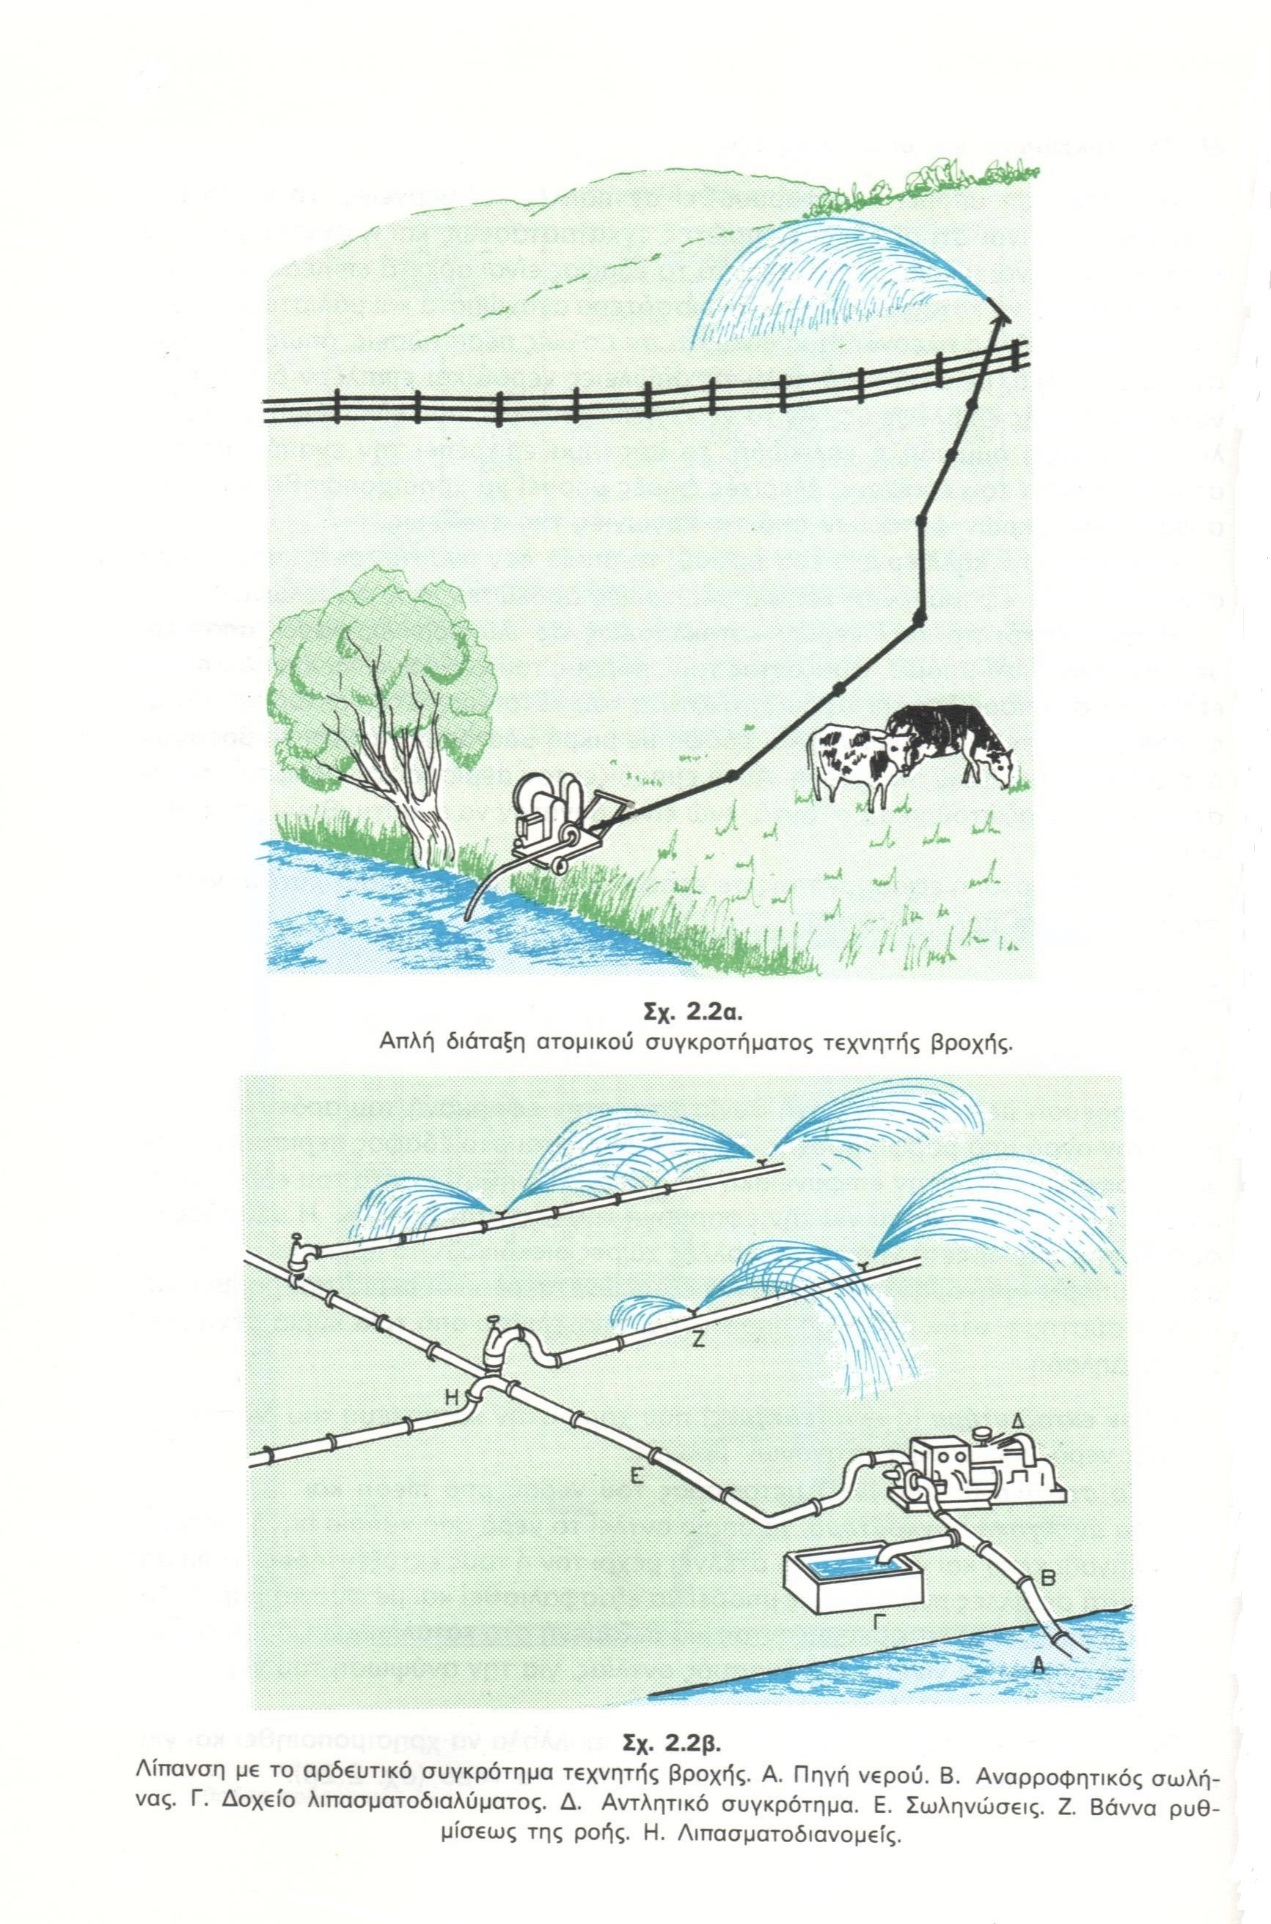 Σχ. 2.2α.
Απλή διάταξη ατομικού συγκροτήματος τεχνητής βροχής.
Ζ
Η
Δ
Ε
Β
Γ
Α
Σχ. 2.2β.
Λίπανση με το αρδευτικό συγκρότημα τεχνητής βροχής. Α. Πηγή νερού. Β. Αναρροφητικός σωλή-
νας. Γ. Δοχείο λιπασματοδιαλύματος. Δ. Αντλητικό συγκρότημα. Ε. Σωληνώσεις. Ζ. Βάννα ρυθ-
μίσεως της ροής. Η. Λιπασματοδιανομείς.